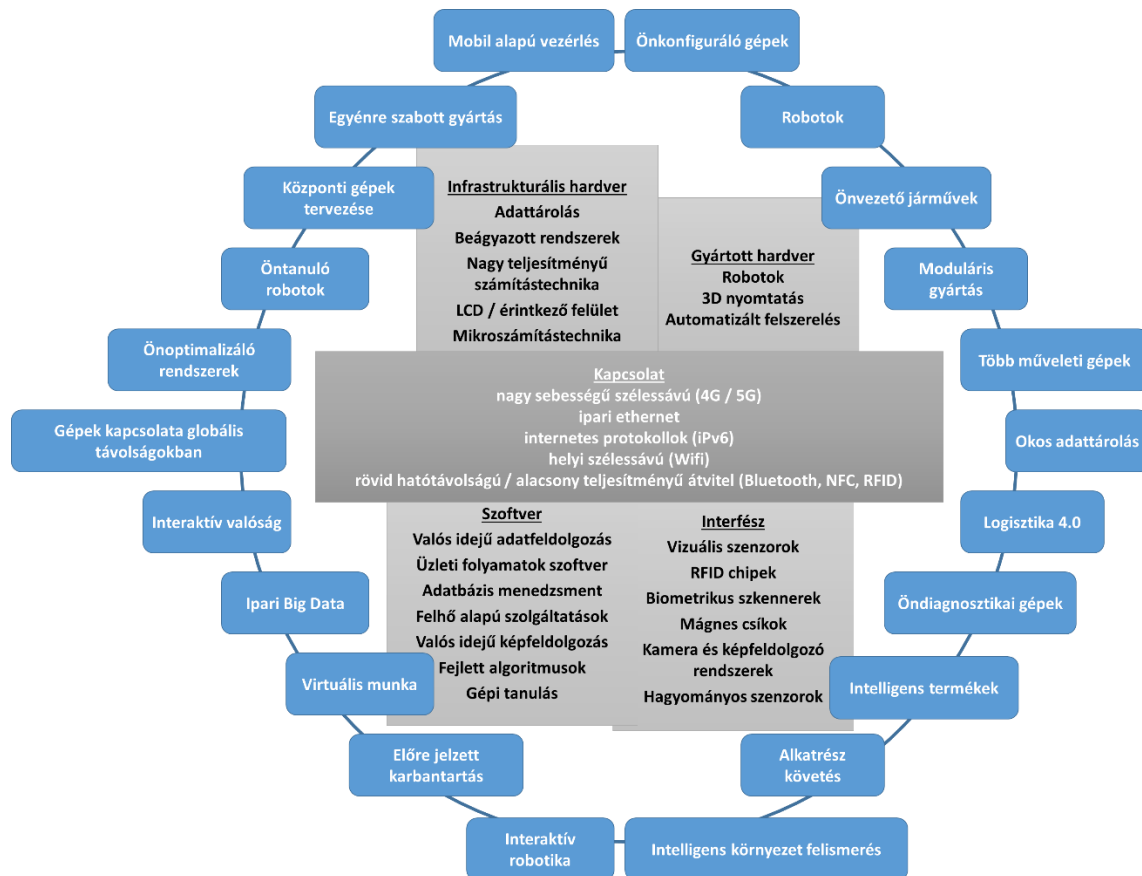 Mobil alapú vezérlés
Önkonfiguráló gépek
Robotok
Önvezető járművek
Moduláris
gyártás
Több műveleti gépek
Okos adattárolás
Logisztika 4.0
Öndiagnosztikai gépek
Intelligens termékek
Alkatrész
követés
Intelligens környezet felismerés
Interaktív
robotika
Előre jelzett
karbantartás
Virtuális munka
Ipari Big Data
Interaktív valóság
Gépek kapcsolata globális
távolságokban
Önoptimalizáló
rendszerek
Öntanuló
robotok
Központi gépek
tervezése
Egyénre szabott gyártás
Infrastrukturális hardver
Adattárolás
Beágyazott rendszerek
Nagy teljesítményű
számítástechnika
LCD / érintkező felület
Mikroszámítástechnika
Gyártott hardver
Robotok
3D nyomtatás
Automatizált felszerelés
Kapcsolat
nagy sebességű szélessávú (4G / 5G)
ipari ethernet
internetes protokollok (iPv6)
helyi szélessávú (Wifi)
rövid hatótávolságú / alacsony teljesítményű átvitel (Bluetooth, NFC, RFID)
Szoftver
Valós idejű adatfeldolgozás
Üzleti folyamatok szoftver
Adatbázis menedzsment
Felhő alapú szolgáltatások
Valós idejű képfeldolgozás
Fejlett algoritmusok
Gépi tanulás
Interfész
Vizuális szenzorok
RFID chipek
Biometrikus szkennerek
Mágnes csíkok
Kamera és képfeldolgozó
rendszerek
Hagyományos szenzorok